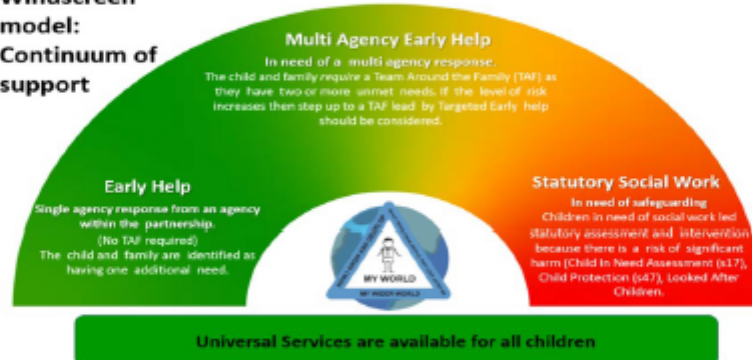 Windscreen
model:
Continuum of
support
Multi Agency Early Help
In need of a multi agency response.
The child and family require a Team Around the Family (TAF) as
they have two or more unmet needs. If the level of risk
increases then step up to a TAF lead by Targeted Early help
should be considered.
Early Help
Single agency response from an agency
within the partnership.
(No TAF required)
The child and family are identified as
having one additional need.
Statutory Social Work
In need of safeguarding
Children in need of social work led
statutory assessment and intervention
because there is a risk of significant
harm (Child in Need Assessment (s17),
Child Protection (s47), Looked After
Children.
MY WORLD
MY WIDER WORLD
Universal Services are available for all children